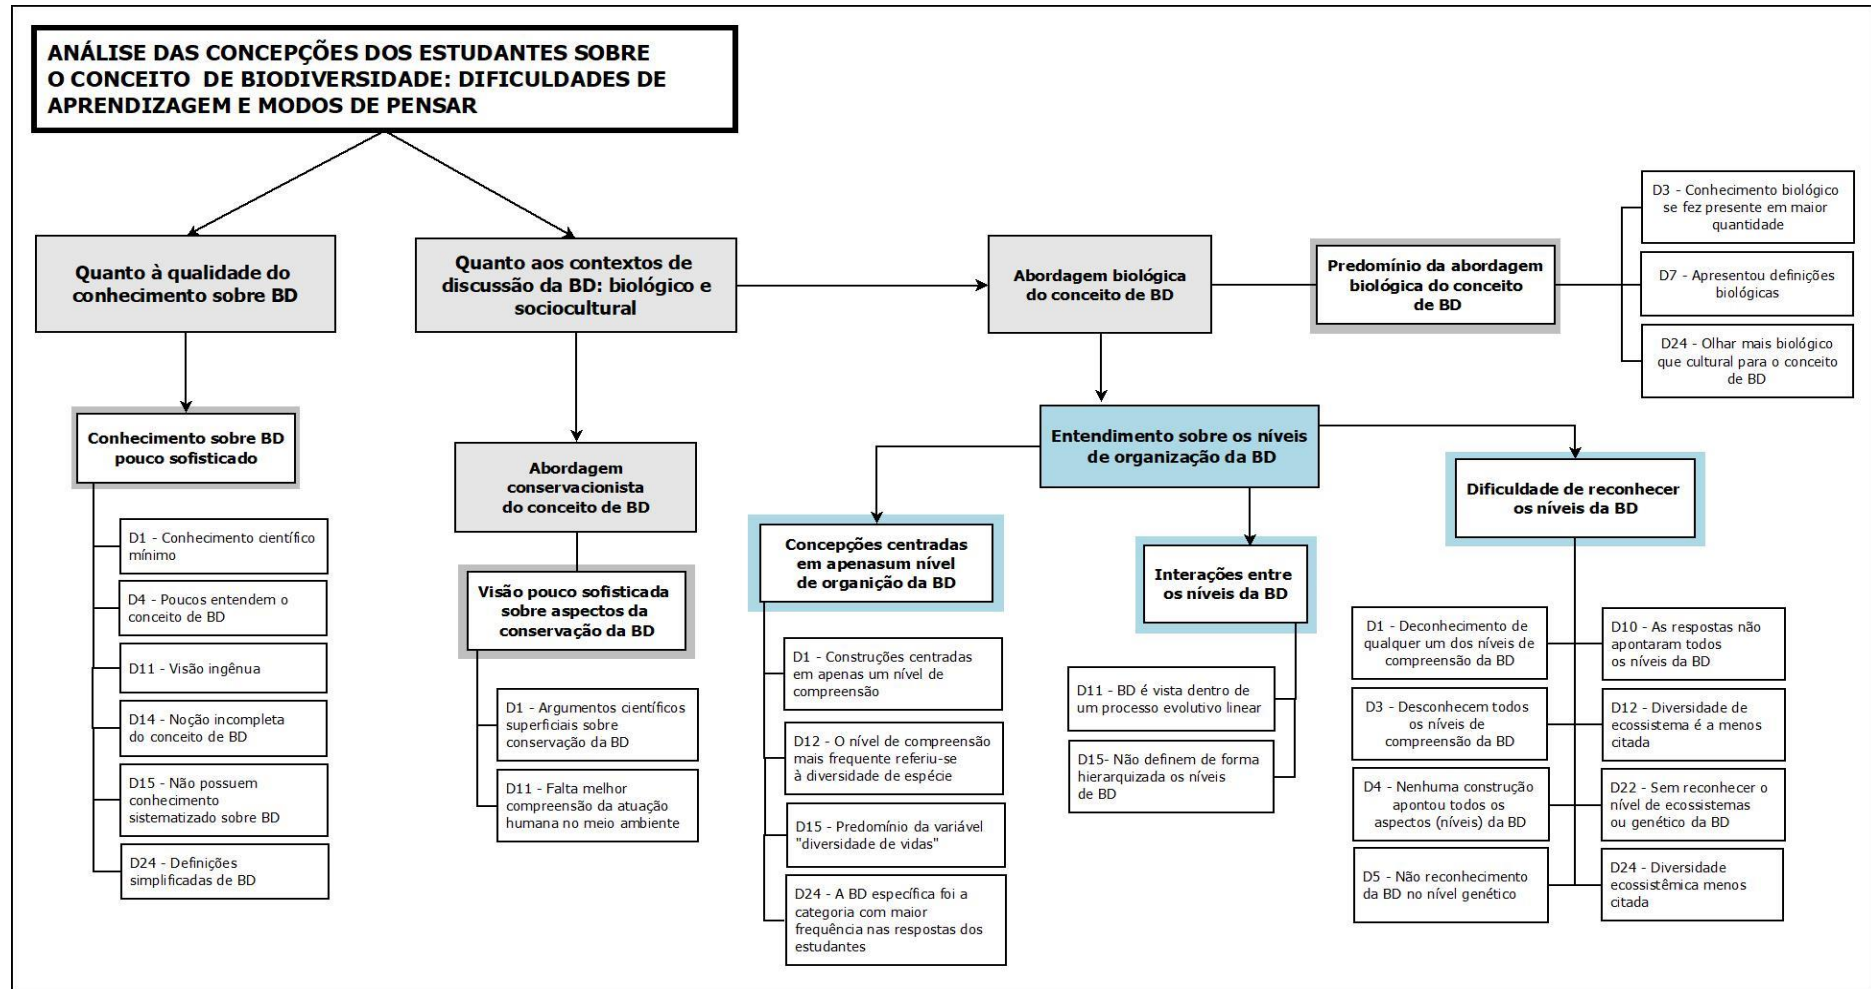 ANÁLISE DAS CONCEPÇÕES DOS ESTUDANTES SOBRE
O CONCEITO DE BIODIVERSIDADE: DIFICULDADES DE
APRENDIZAGEM E MODOS DE PENSAR
Quanto à qualidade do
conhecimento sobre BD
Conhecimento sobre BD
pouco sofisticado
D1 - Conhecimento científico
mínimo
D4 - Poucos entendem o
conceito de BD
D11 - Visão ingênua
D14 - Noção incompleta
do conceito de BD
D15 - Não possuem
conhecimento
sistematizado sobre BD
D24 - Definições
simplificadas de BD
Quanto aos contextos de
discussão da BD: biológico e
sociocultural
Abordagem
conservacionista
do conceito de BD
Visão pouco sofisticada
sobre aspectos da
conservação da BD
D1 - Argumentos científicos
superficiais sobre
conservação da BD
D11 - Falta melhor
compreensão da atuação
humana no meio ambiente
Abordagem biológica
do conceito de BD
Predomínio da abordagem
biológica do conceito
de BD
D3 - Conhecimento biológico
se fez presente em maior
quantidade
D7 - Apresentou definições
biológicas
D24 - Olhar mais biológico
que cultural para o conceito
de BD
Entendimento sobre os níveis
de organização da BD
Concepções centradas
em apenasum nível
de organição da BD
D1 - Construções centradas
em apenas um nível de
compreensão
D12 - O nível de compreensão
mais frequente referiu-se
à diversidade de espécie
D15 - Predomínio da variável
"diversidade de vidas"
D24 - A BD específica foi a
categoria com maior
frequência nas respostas dos
estudantes
Interações entre
os níveis da BD
D11 - BD é vista dentro de
um processo evolutivo linear
D15- Não definem de forma
hierarquizada os níveis
de BD
Dificuldade de reconhecer
os níveis da BD
D1 - Deconhecimento de
qualquer um dos níveis de
compreensão da BD
D3 - Desconhecem todos
os níveis de
compreensão da BD
D4 - Nenhuma construção
apontou todos os
aspectos (níveis) da BD
D5 - Não reconhecimento
da BD no nível genético
D10 - As respostas não
apontaram todos
os níveis da BD
D12 - Diversidade de
ecossistema é a menos
citada
D22 - Sem reconhecer o
nível de ecossistemas
ou genético da BD
D24 - Diversidade
ecossistêmica menos
citada